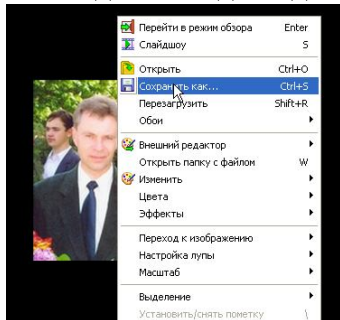 Перейти в режим обзора Enter
Слайдшоу S
Открыть Ctrl+O
Сохранить как... Ctrl+S
Перезагрузить Shift+R
Обои
Внешний редактор
Открыть папку с файлом W
Изменить
Цвета
Эффекты
Переход к изображению
Настройка лупы
Масштаб
Выделение
Установить/снять пометку \